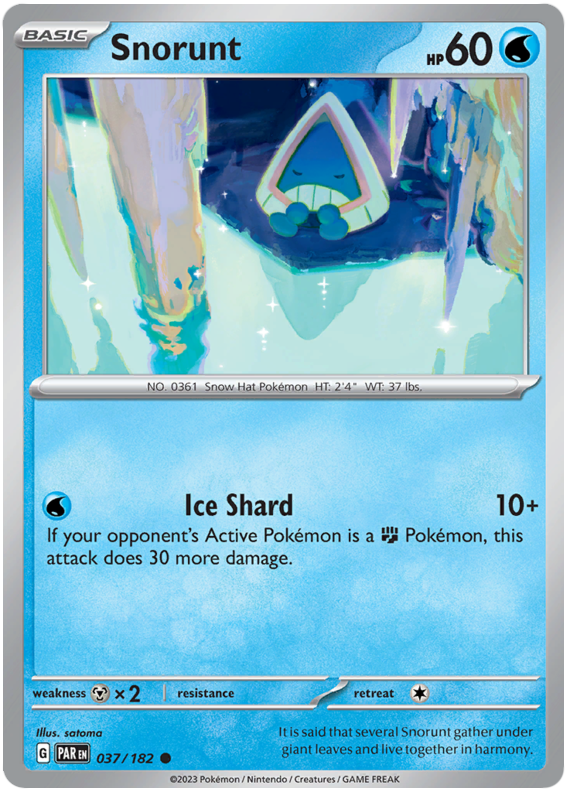 BASIC
Snorunt
HP60
NO. 0361 Snow Hat Pokémon HT: 2'4" WT: 37 lbs.
Ice Shard 10+
If your opponent's Active Pokémon is a Pokémon, this
attack does 30 more damage.
weakness ×2 resistance retreat
Illus. satoma
It is said that several Snorunt gather under
giant leaves and live together in harmony.
G PAR EN 037/182
©2023 Pokémon / Nintendo / Creatures / GAME FREAK